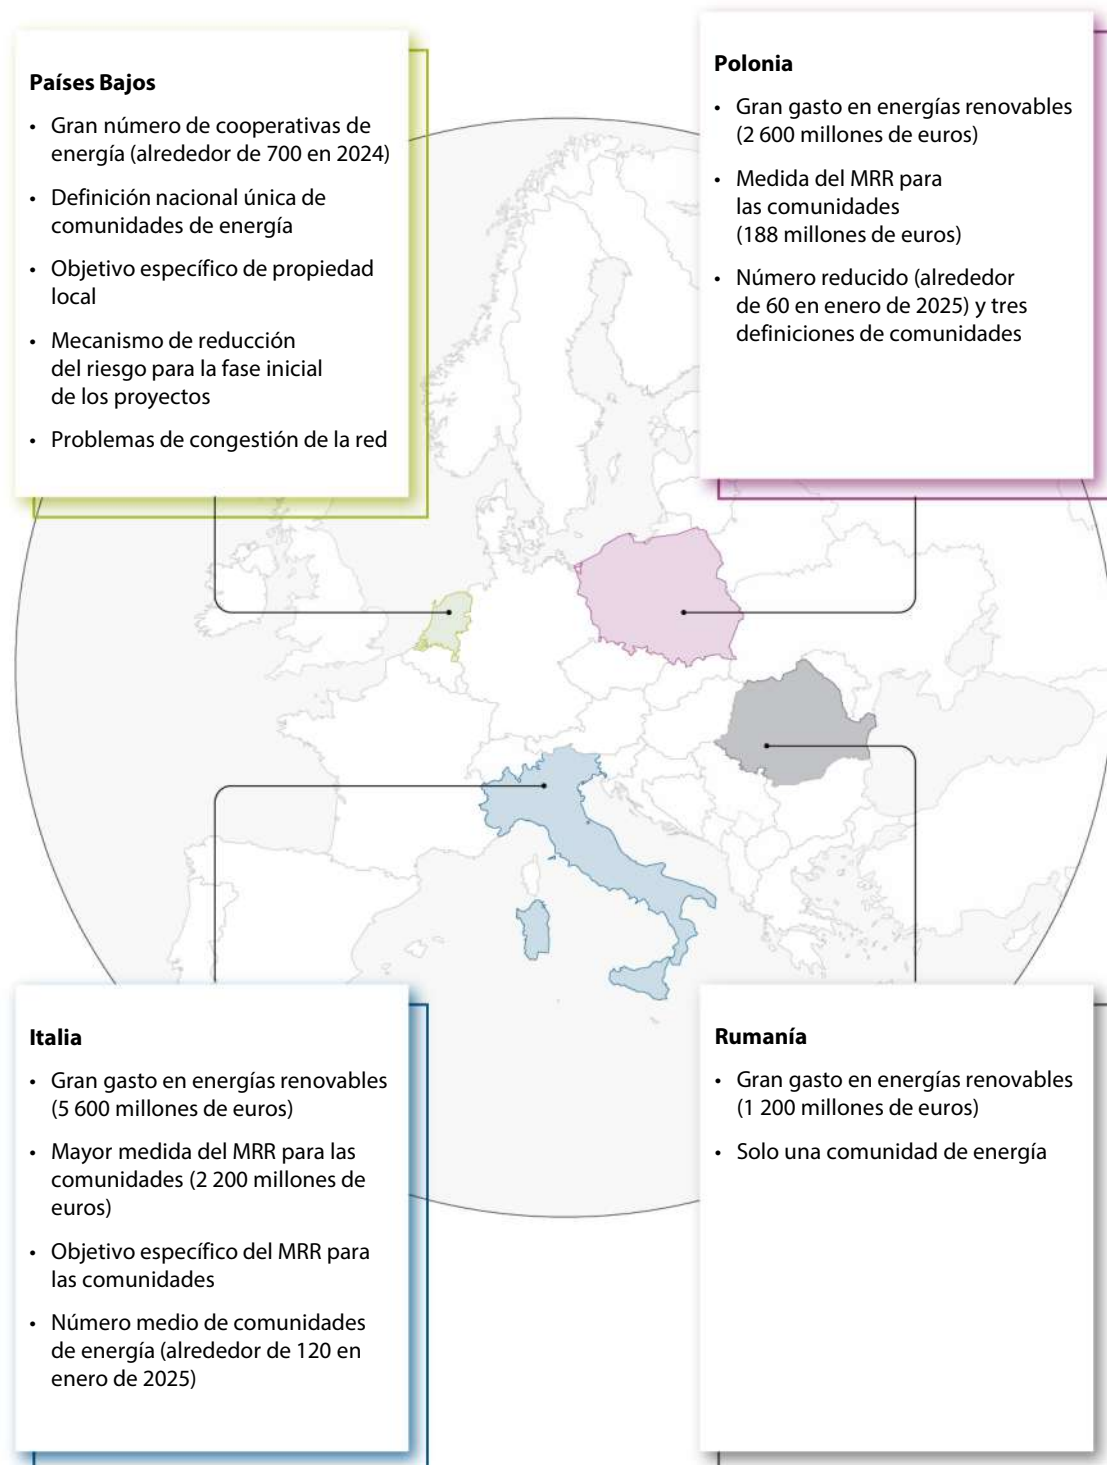 Países Bajos
• Gran número de cooperativas de
energía (alrededor de 700 en 2024)
• Definición nacional única de
comunidades de energía
• Objetivo específico de propiedad
local
• Mecanismo de reducción
del riesgo para la fase inicial
de los proyectos
• Problemas de congestión de la red
Polonia
• Gran gasto en energías renovables
(2 600 millones de euros)
• Medida del MRR para
las comunidades
(188 millones de euros)
• Número reducido (alrededor
de 60 en enero de 2025) y tres
definiciones de comunidades
Italia
• Gran gasto en energías renovables
(5 600 millones de euros)
• Mayor medida del MRR para las
comunidades (2 200 millones de
euros)
• Objetivo específico del MRR para
las comunidades
• Número medio de comunidades
de energía (alrededor de 120 en
enero de 2025)
Rumanía
• Gran gasto en energías renovables
(1 200 millones de euros)
• Solo una comunidad de energía